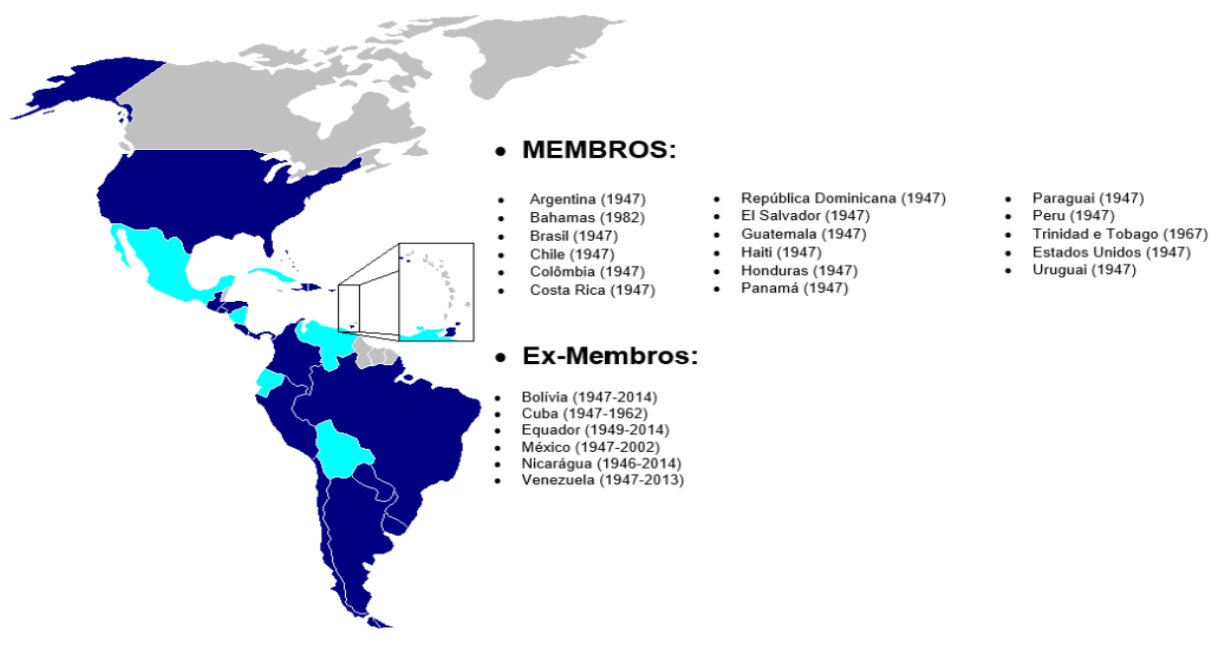 • MEMBROS:
• Argentina (1947)
• Bahamas (1982)
• Brasil (1947)
• Chile (1947)
• Colômbia (1947)
• Costa Rica (1947)
• República Dominicana (1947)
• El Salvador (1947)
• Guatemala (1947)
• Haiti (1947)
• Honduras (1947)
• Panamá (1947)
• Paraguai (1947)
• Peru (1947)
• Trinidad e Tobago (1967)
• Estados Unidos (1947)
• Uruguai (1947)
• Ex-Membros:
• Bolívia (1947-2014)
• Cuba (1947-1962)
• Equador (1949-2014)
• México (1947-2002)
• Nicarágua (1946-2014)
• Venezuela (1947-2013)